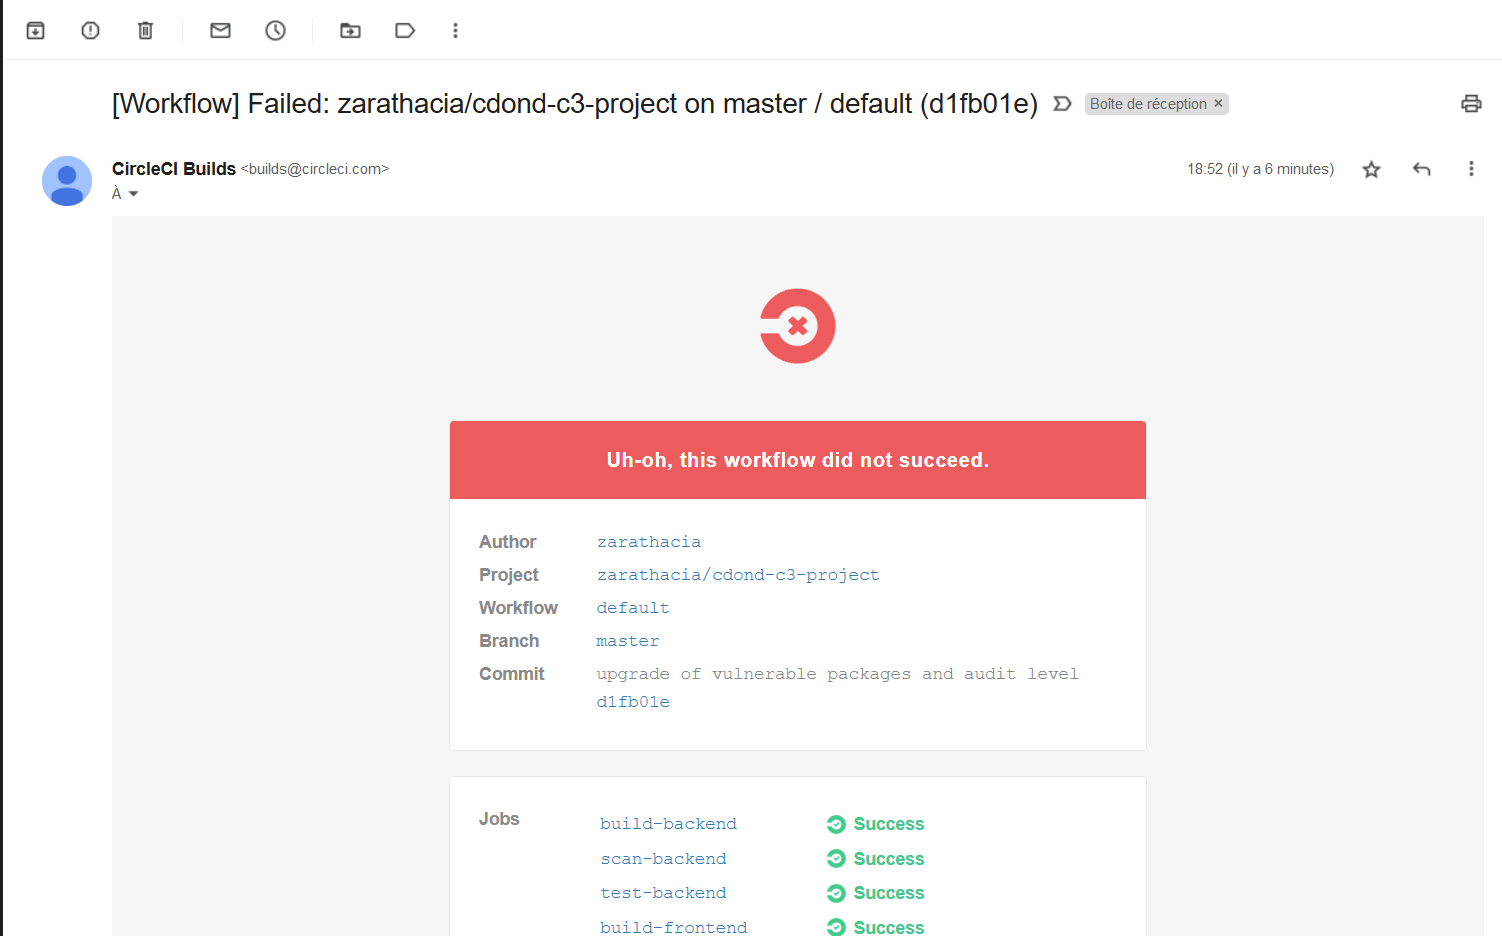 [Workflow] Failed: zarathacia/cdond-c3-project on master / default (d1fb01e) Boîte de réception ×
CircleCI Builds <builds@circleci.com> 18:52 (il y a 6 minutes)
À
Uh-oh, this workflow did not succeed.
Author zarathacia
Project zarathacia/cdond-c3-project
Workflow default
Branch master
Commit upgrade of vulnerable packages and audit level
d1fb01e
Jobs build-backend Success
scan-backend Success
test-backend Success
build-frontend Success